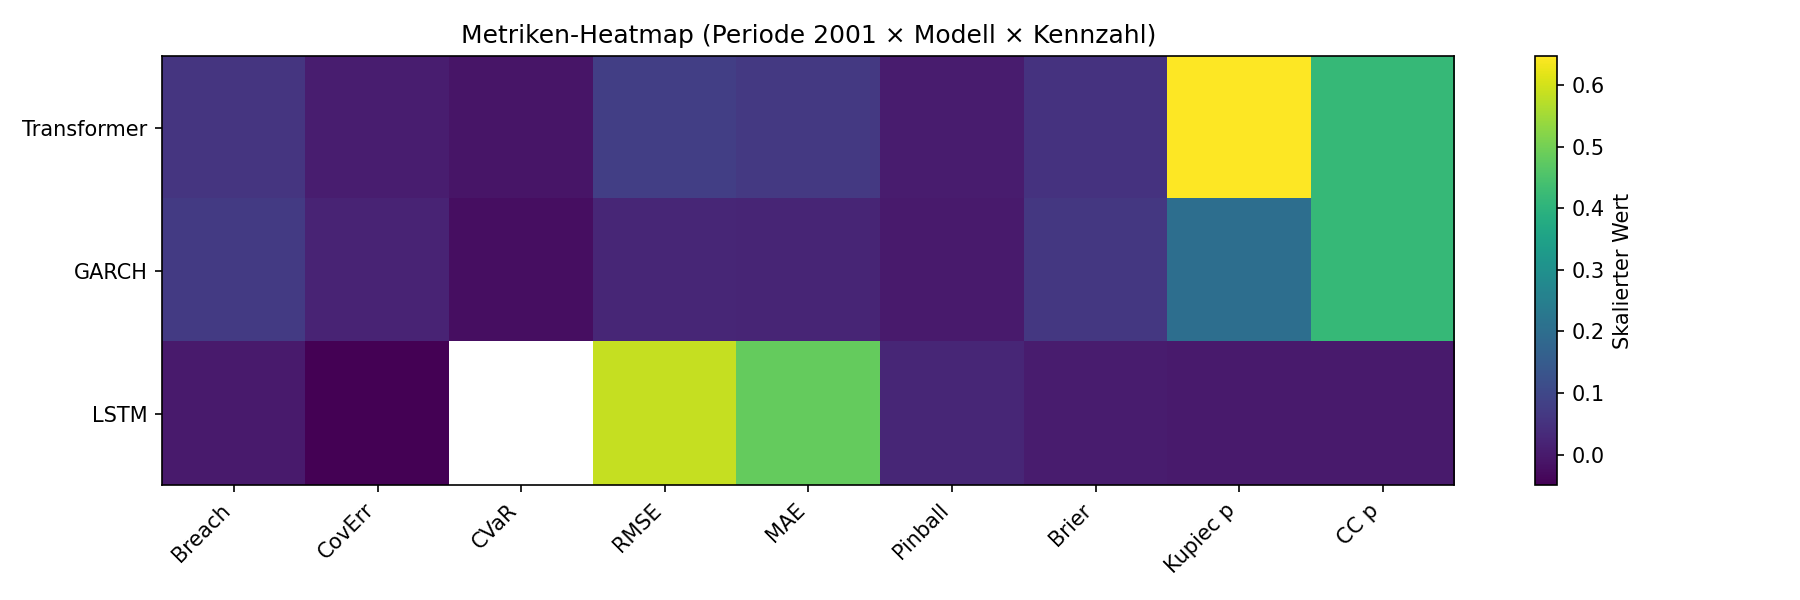 Metriken-Heatmap (Periode 2001 × Modell × Kennzahl)
Transformer
GARCH
LSTM
Breach
CovErr
CVaR
RMSE
MAE
Pinball
Brier
Kupiec p
CC p
0.6
0.5
0.4
0.3
0.2
0.1
0.0
Skalierter Wert